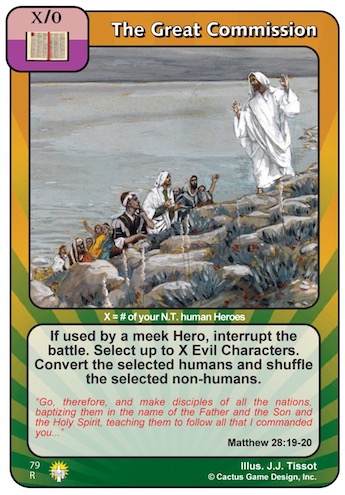 X/0
The Great Commission
X = # of your N.T. human Heroes
If used by a meek Hero, interrupt the
battle. Select up to X Evil Characters.
Convert the selected humans and shuffle
the selected non-humans.
"Go, therefore, and make disciples of all the nations,
baptizing them in the name of the Father and the Son and
the Holy Spirit, teaching them to follow all that I commanded
you..."
Matthew 28:19-20
79
R
Illus. J.J. Tissot
© Cactus Game Design, Inc.